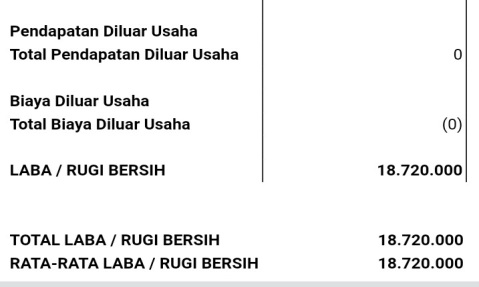 Pendapatan Diluar Usaha
Total Pendapatan Diluar Usaha 0
Biaya Diluar Usaha
Total Biaya Diluar Usaha (0)
LABA / RUGI BERSIH 18.720.000
TOTAL LABA / RUGI BERSIH 18.720.000
RATA-RATA LABA / RUGI BERSIH 18.720.000